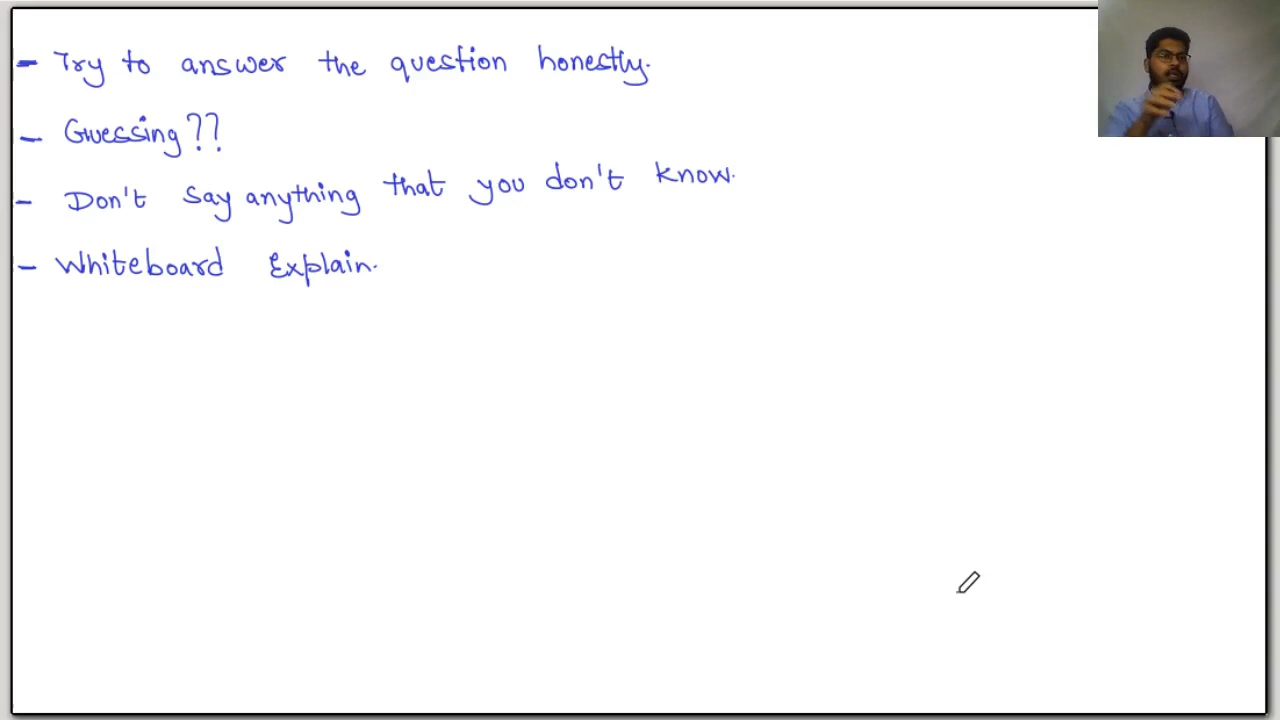 - Try to answer the question honestly.
- Guessing??
- Don't say anything that you don't know.
- Whiteboard Explain.